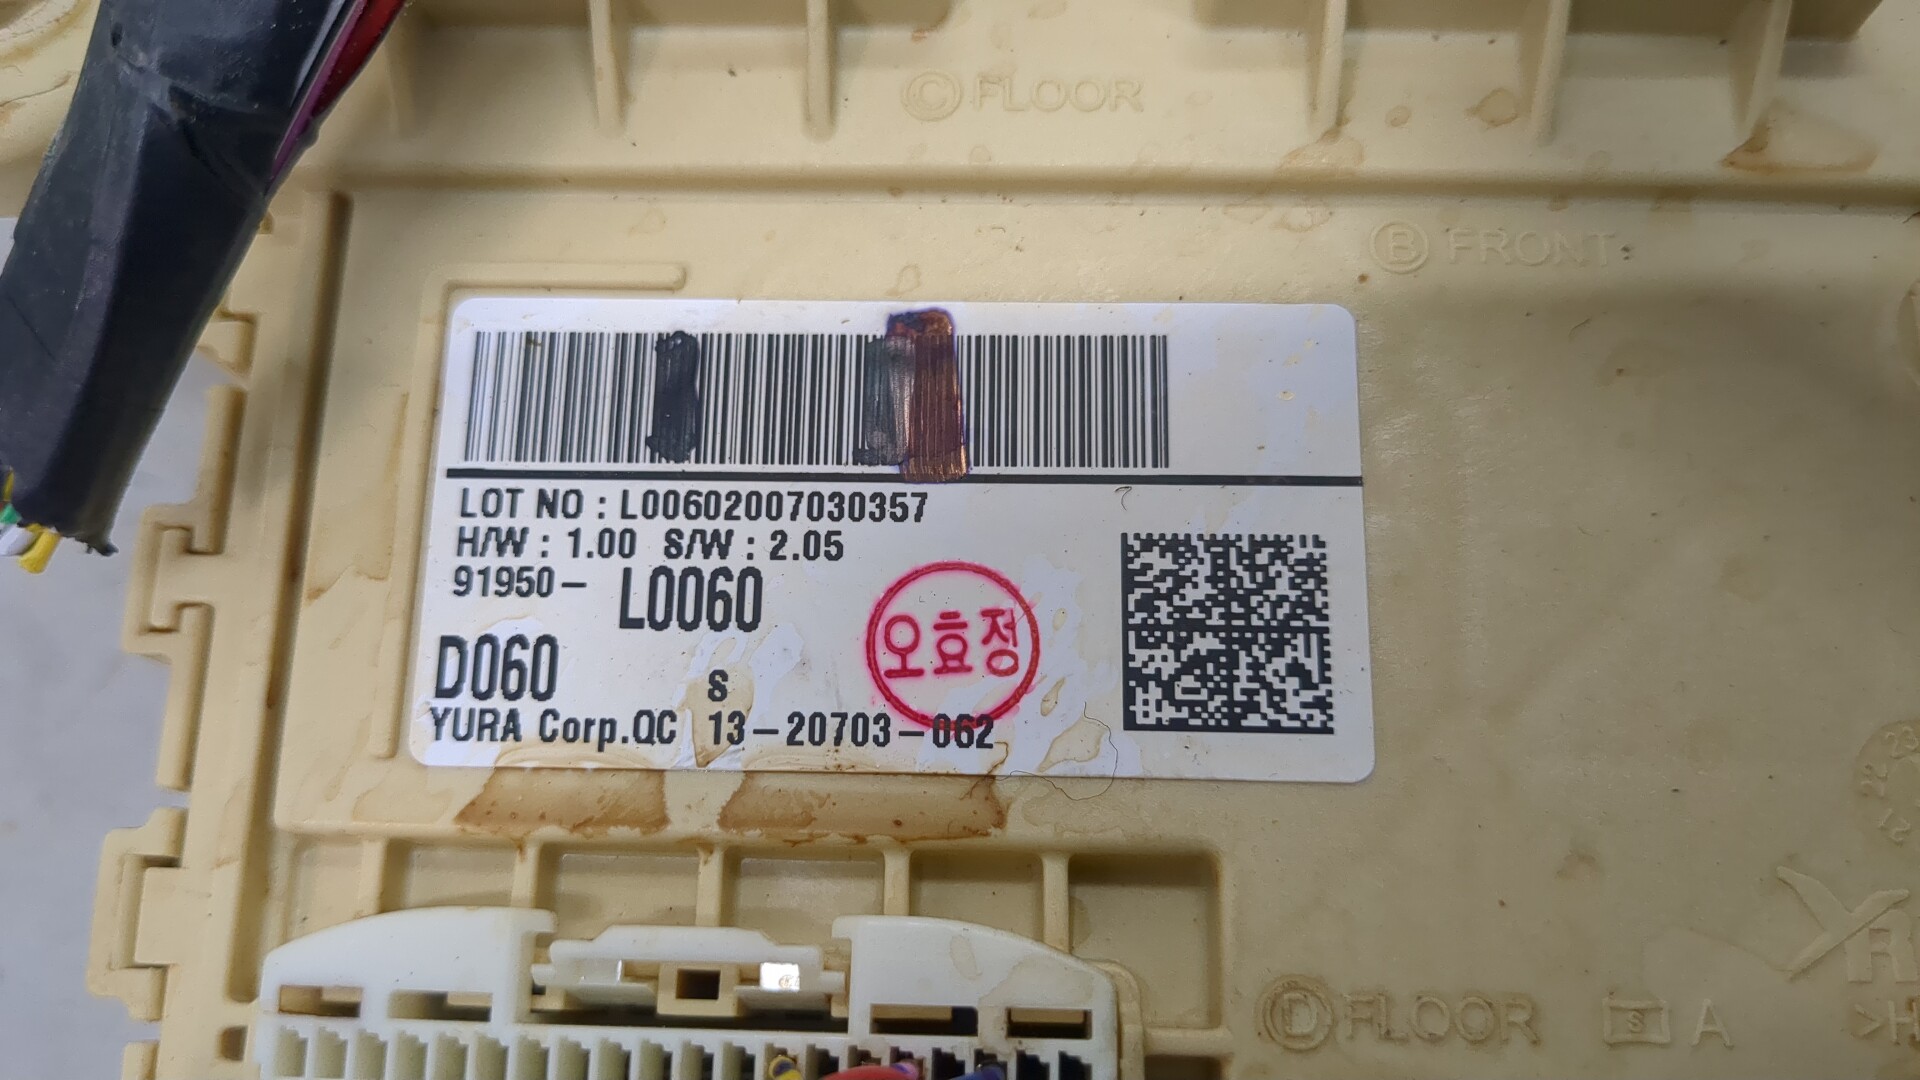 Ⓒ FLOOR
Ⓑ FRONT
LOT NO : L00602007030357
H/W : 1.00 S/W : 2.05
91950- L0060
오효정
D060 S
YURA Corp.QC 13-20703-062
Ⓓ FLOOR S A